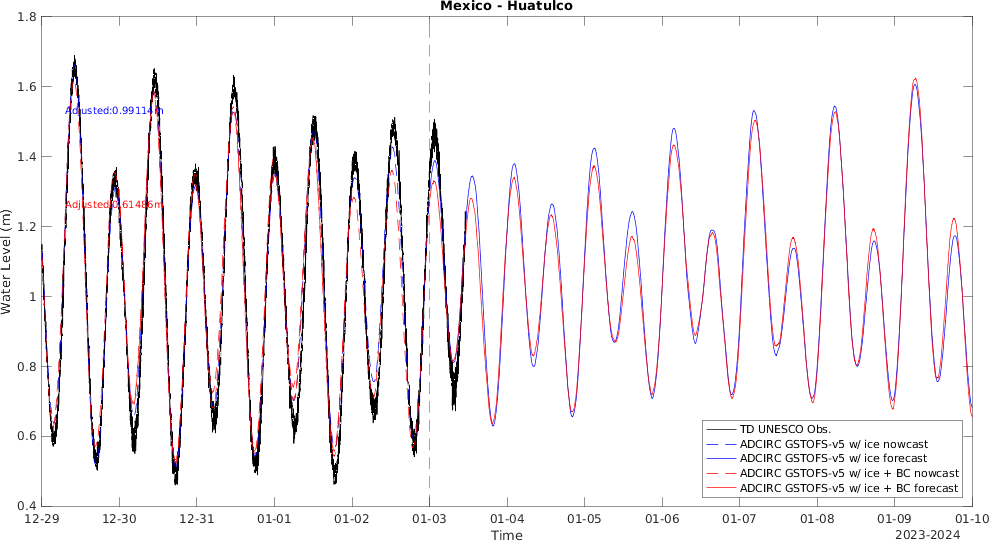 Mexico - Huatulco
1.8
1.6
1.4
1.2
1
0.8
0.6
0.4
Water Level (m)
Adjusted:0.99114m
Adjusted:0.61486m
TD UNESCO Obs.
ADCIRC GSTOFS-v5 w/ ice nowcast
ADCIRC GSTOFS-v5 w/ ice forecast
ADCIRC GSTOFS-v5 w/ ice + BC nowcast
ADCIRC GSTOFS-v5 w/ ice + BC forecast
12-29 12-30 12-31 01-01 01-02 01-03 01-04 01-05 01-06 01-07 01-08 01-09 01-10
Time
2023-2024